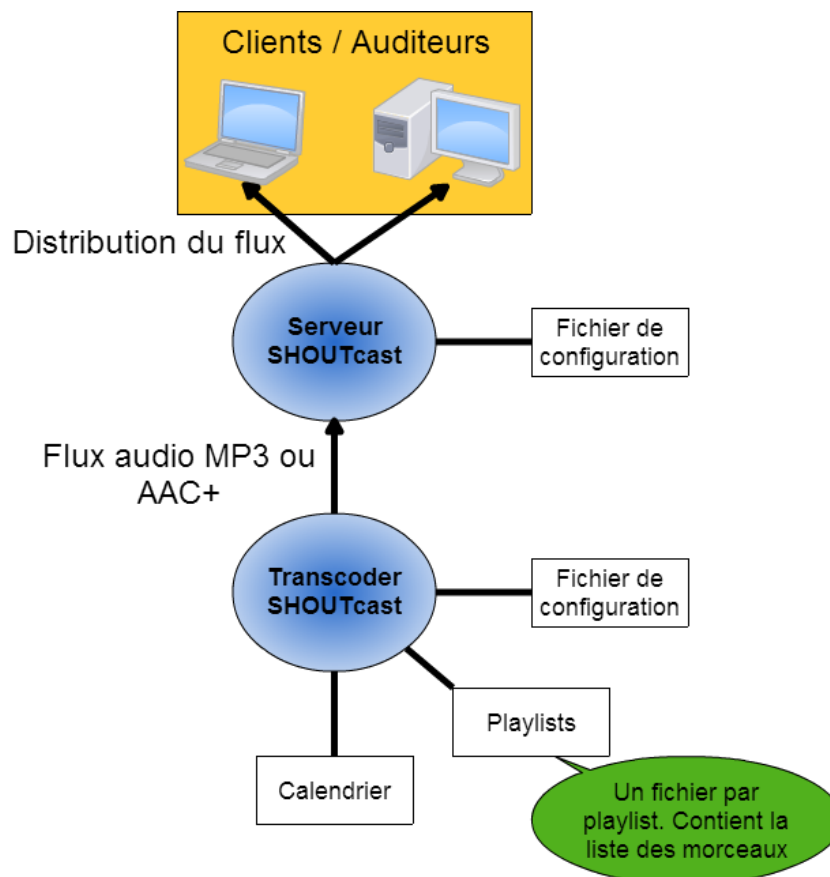 Clients / Auditeurs
Distribution du flux
Serveur
SHOUTcast
Fichier de
configuration
Flux audio MP3 ou
AAC+
Transcoder
SHOUTcast
Fichier de
configuration
Playlists
Calendrier
Un fichier par
playlist. Contient la
liste des morceaux